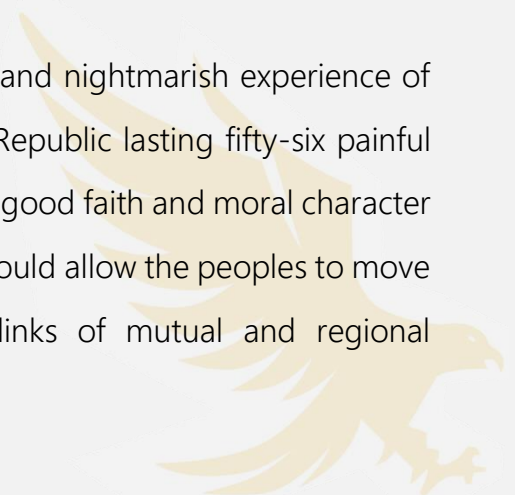 and nightmarish experience of
Republic lasting fifty-six painful
good faith and moral character
ould allow the peoples to move
links of mutual and regional